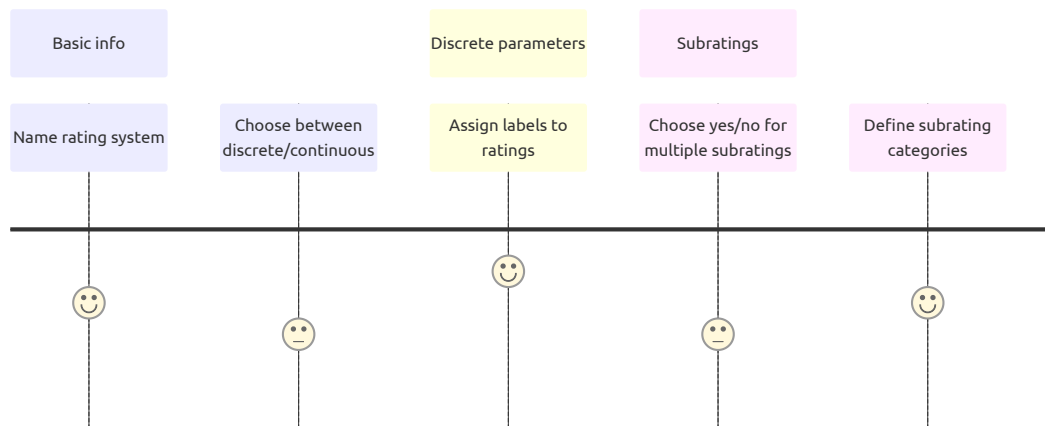 Basic info
Discrete parameters
Subratings
Name rating system
Choose between
discrete/continuous
Assign labels to
ratings
Choose yes/no for
multiple subratings
Define subrating
categories